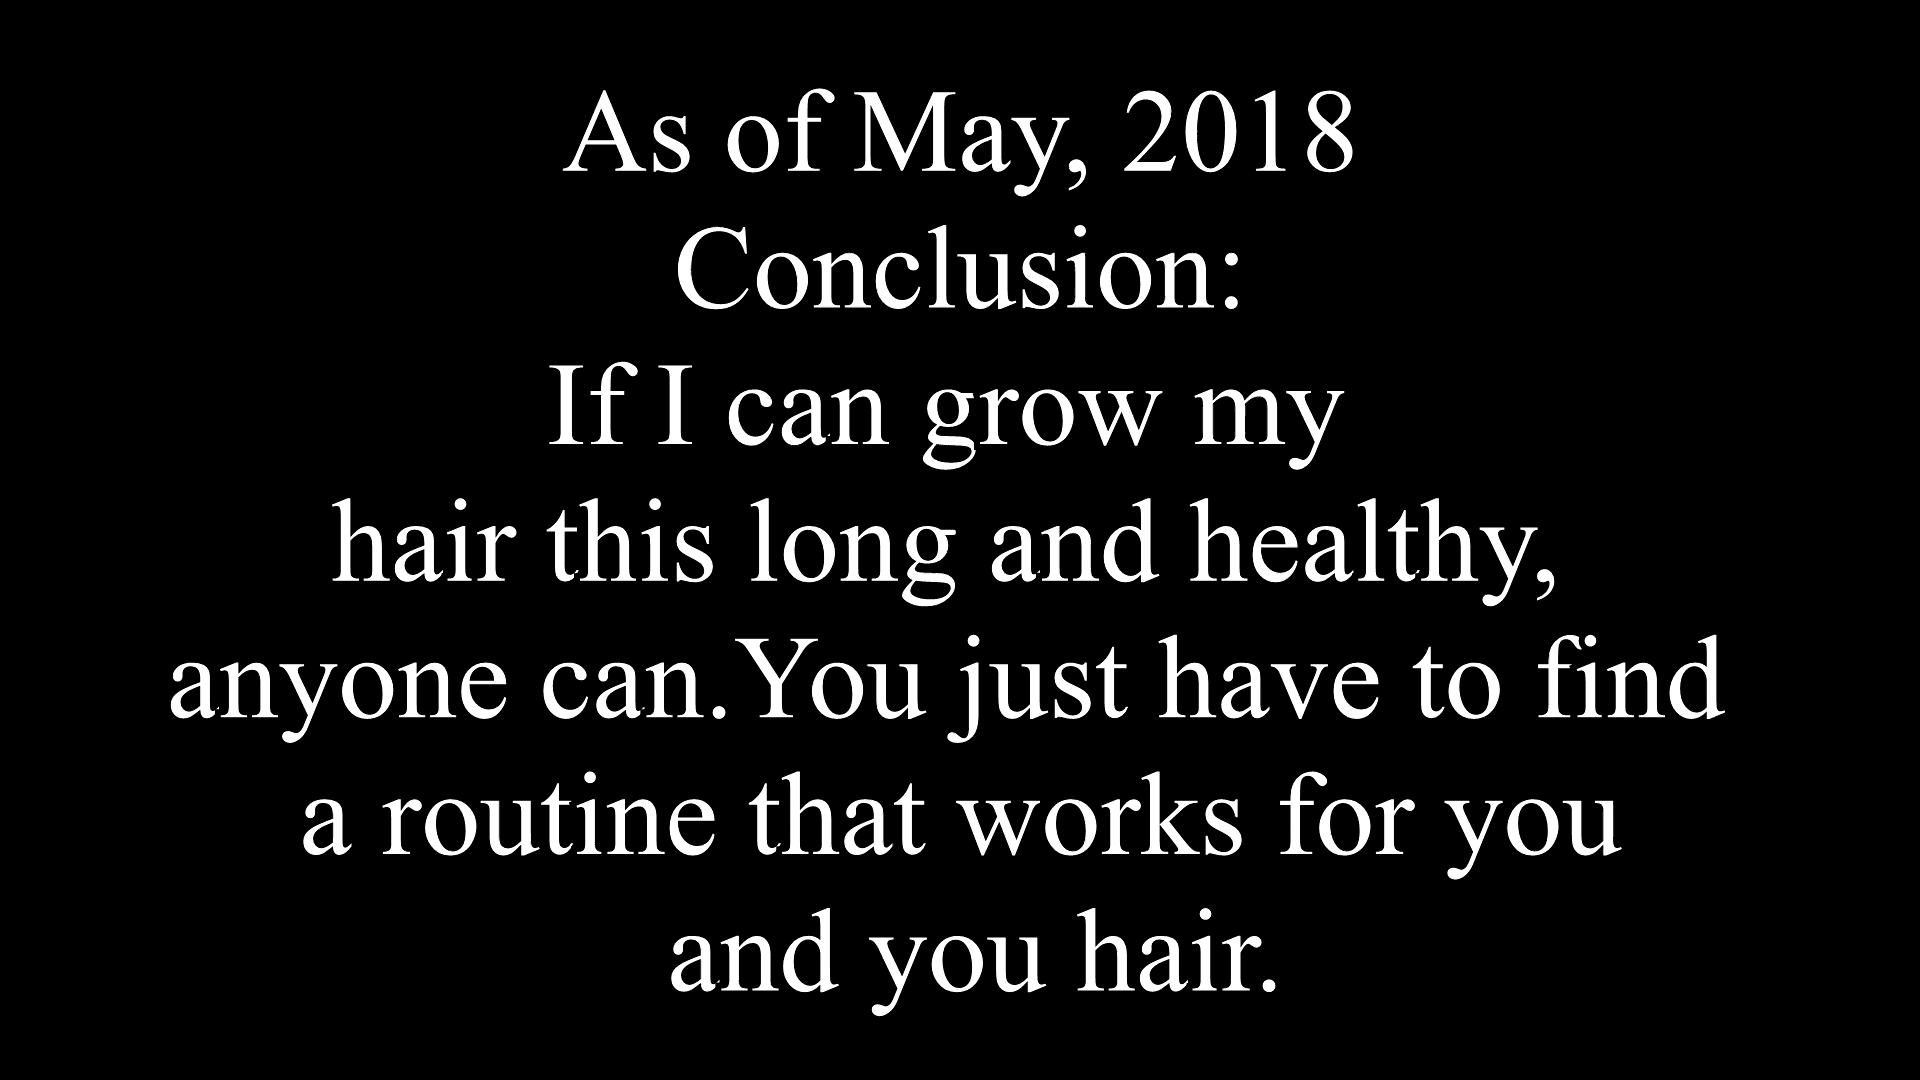 As of May, 2018
Conclusion:
If I can grow my
hair this long and healthy,
anyone can.You just have to find
a routine that works for you
and you hair.